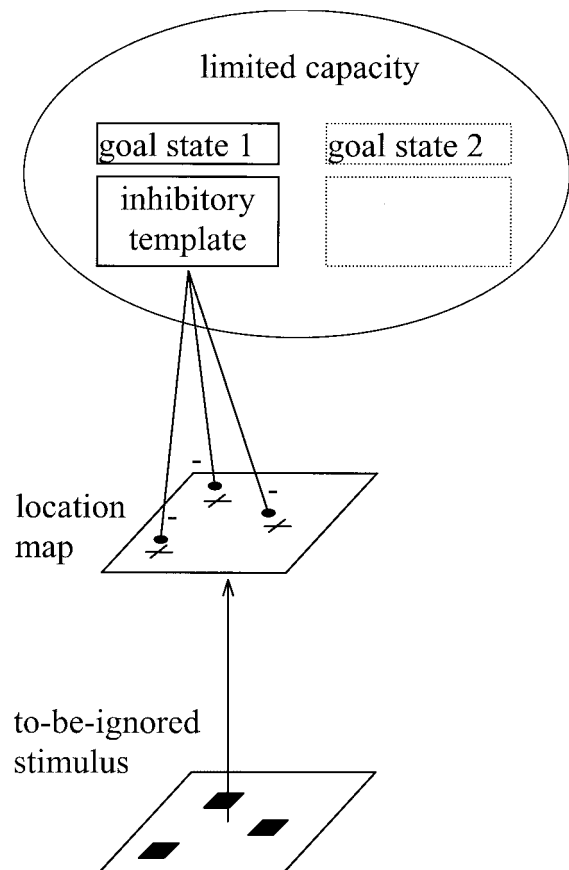 limited capacity
goal state 1
goal state 2
inhibitory
template
-
-
-
location
map
to-be-ignored
stimulus